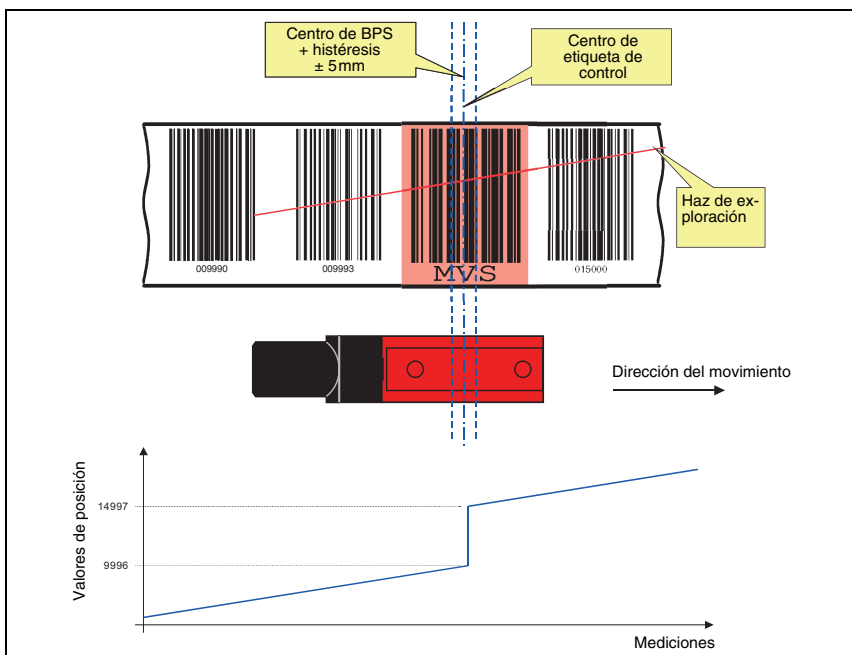 Centro de BPS
+ histéresis
± 5mm
Centro de
etiqueta de
control
Haz de ex-
ploración
009990
009993
MVS
015000
Dirección del movimiento
Valores de posición
14997
9996
Mediciones